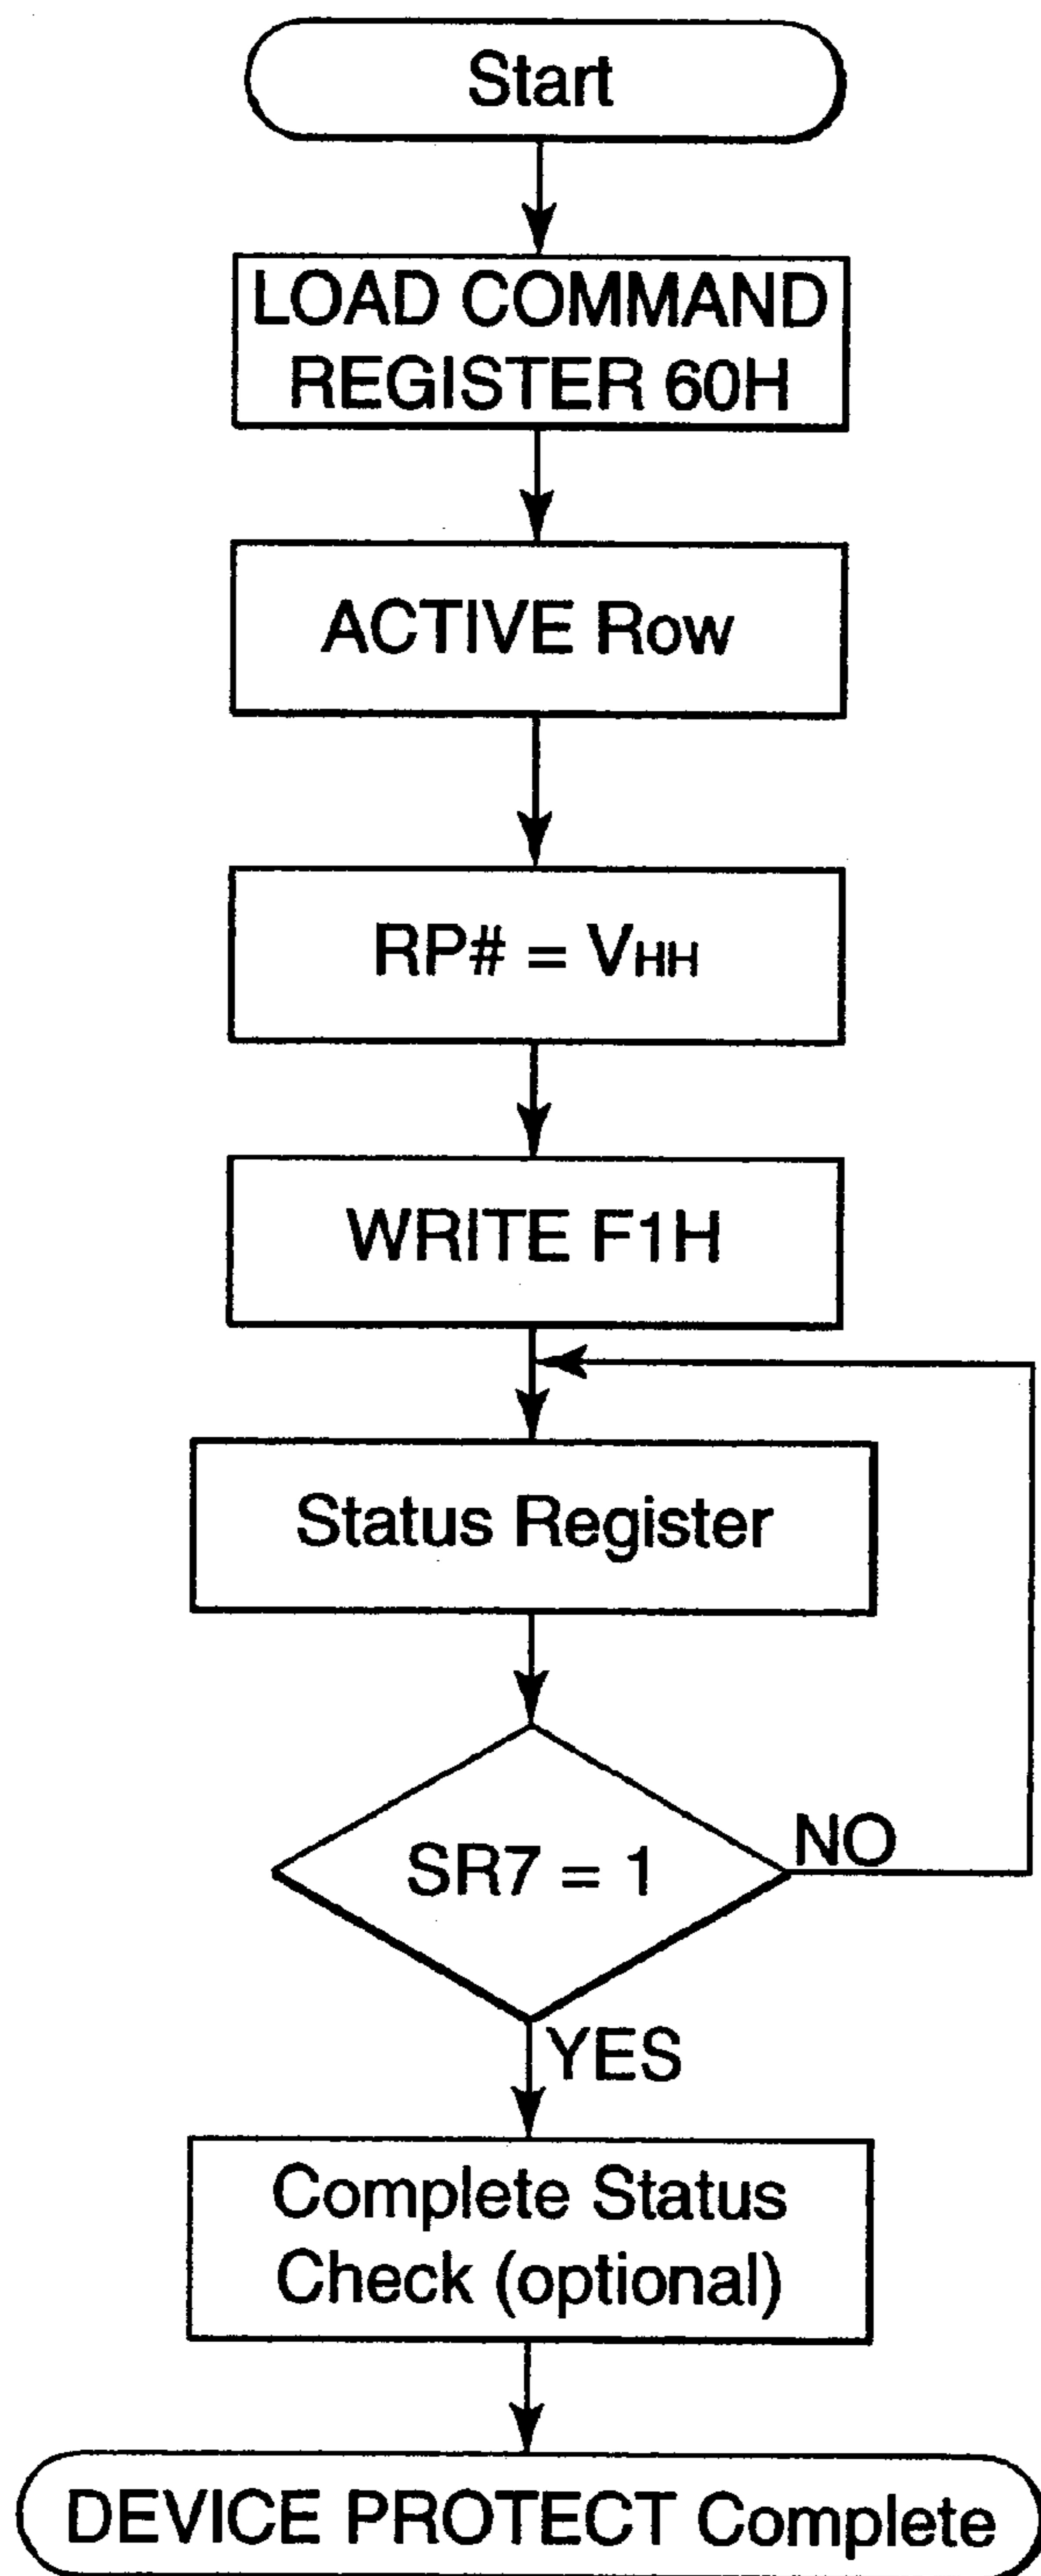 Start
LOAD COMMAND
REGISTER 60H
ACTIVE Row
RP# = VHH
WRITE F1H
Status Register
SR7 = 1
NO
YES
Complete Status
Check (optional)
DEVICE PROTECT Complete